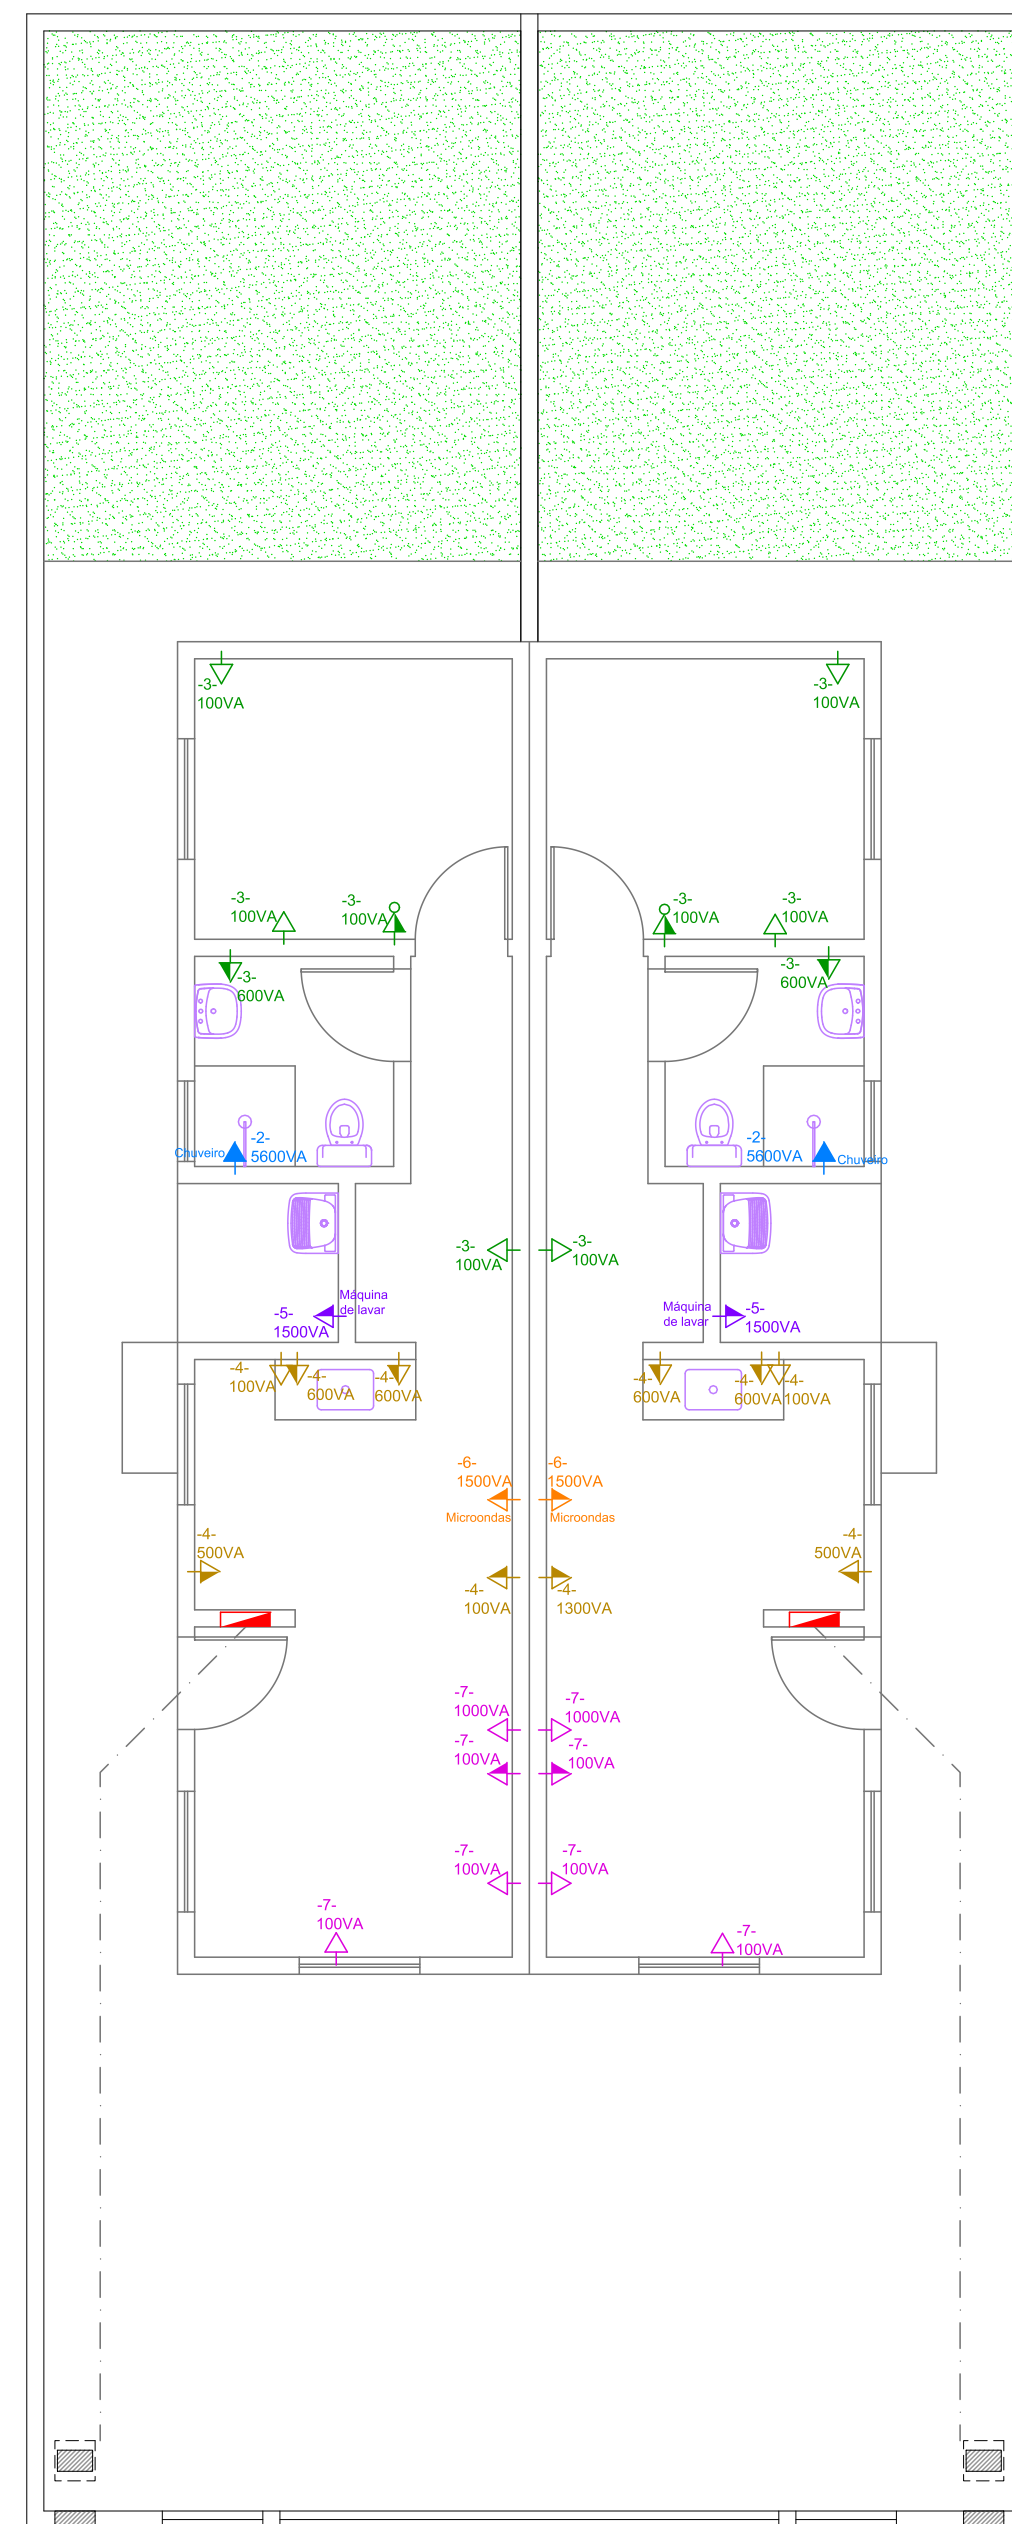 -3-
100VA
-3-
100VA
-3-
100VA
-3-
100VA
-3-
100VA
-3-
100VA
-3-
600VA
-3-
600VA
Chuveiro
-2-
5600VA
-2-
5600VA
Chuveiro
-3-
100VA
-3-
100VA
Máquina
de lavar
-5-
1500VA
Máquina
de lavar
-5-
1500VA
-4-
100VA
-4-
600VA
-4-
600VA
-4-
600VA
-4-
600VA
-4-
100VA
-6-
1500VA
Microondas
-6-
1500VA
Microondas
-4-
500VA
-4-
500VA
-4-
100VA
-4-
1300VA
-7-
1000VA
-7-
1000VA
-7-
100VA
-7-
100VA
-7-
100VA
-7-
100VA
-7-
100VA
-7-
100VA